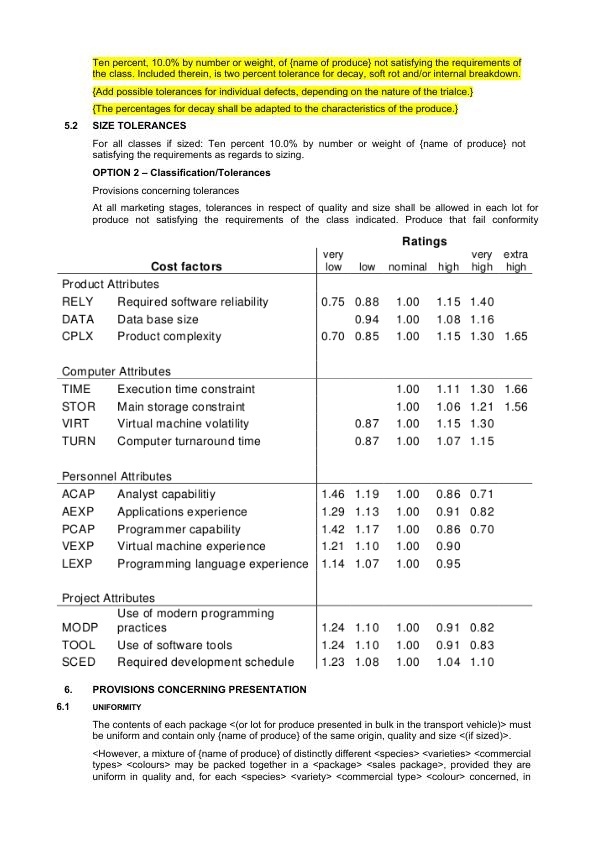 Ten percent, 10.0% by number or weight, of {name of produce} not satisfying the requirements of
the class. Included therein, is two percent tolerance for decay, soft rot and/or internal breakdown.
{Add possible tolerances for individual defects, depending on the nature of the trialce.}
{The percentages for decay shall be adapted to the characteristics of the produce.}
5.2 SIZE TOLERANCES
For all classes if sized: Ten percent 10.0% by number or weight of {name of produce} not
satisfying the requirements as regards to sizing.
OPTION 2 – Classification/Tolerances
Provisions concerning tolerances
At all marketing stages, tolerances in respect of quality and size shall be allowed in each lot for
produce not satisfying the requirements of the class indicated. Produce that fail conformity
Ratings
very very extra
Cost factors low low nominal high high high
Product Attributes
RELY Required software reliability 0.75 0.88 1.00 1.15 1.40
DATA Data base size 0.94 1.00 1.08 1.16
CPLX Product complexity 0.70 0.85 1.00 1.15 1.30 1.65
Computer Attributes
TIME Execution time constraint 1.00 1.11 1.30 1.66
STOR Main storage constraint 1.00 1.06 1.21 1.56
VIRT Virtual machine volatility 0.87 1.00 1.15 1.30
TURN Computer turnaround time 0.87 1.00 1.07 1.15
Personnel Attributes
ACAP Analyst capabilitiy 1.46 1.19 1.00 0.86 0.71
AEXP Applications experience 1.29 1.13 1.00 0.91 0.82
PCAP Programmer capability 1.42 1.17 1.00 0.86 0.70
VEXP Virtual machine experience 1.21 1.10 1.00 0.90
LEXP Programming language experience 1.14 1.07 1.00 0.95
Project Attributes
Use of modern programming
MODP practices 1.24 1.10 1.00 0.91 0.82
TOOL Use of software tools 1.24 1.10 1.00 0.91 0.83
SCED Required development schedule 1.23 1.08 1.00 1.04 1.10
6. PROVISIONS CONCERNING PRESENTATION
6.1 UNIFORMITY
The contents of each package <(or lot for produce presented in bulk in the transport vehicle)> must
be uniform and contain only {name of produce} of the same origin, quality and size <(if sized)>.
<However, a mixture of {name of produce} of distinctly different <species> <varieties> <commercial
types> <colours> may be packed together in a <package> <sales package>, provided they are
uniform in quality and, for each <species> <variety> <commercial type> <colour> concerned, in